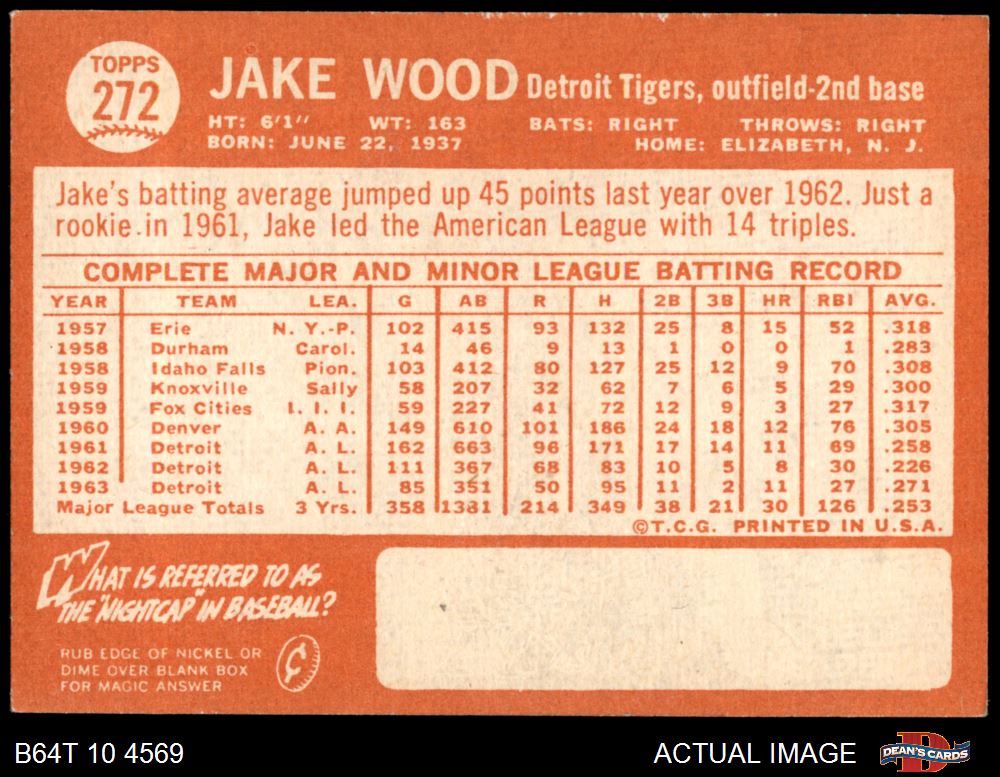 TOPPS
272
JAKE WOOD Detroit Tigers, outfield-2nd base
HT: 6'1" WT: 163 BATS: RIGHT THROWS: RIGHT
BORN: JUNE 22, 1937 HOME: ELIZABETH, N. J.
Jake's batting average jumped up 45 points last year over 1962. Just a
rookie in 1961, Jake led the American League with 14 triples.
COMPLETE MAJOR AND MINOR LEAGUE BATTING RECORD
YEAR TEAM LEA. G AB R H 2B 3B HR RBI AVG.
1957 Erie N. Y.-P. 102 415 93 132 25 8 15 52 .318
1958 Durham Carol. 14 46 9 13 1 0 0 1 .283
1958 Idaho Falls Pion. 103 412 80 127 25 12 9 70 .308
1959 Knoxville Sally 58 207 32 62 7 6 5 29 .300
1959 Fox Cities I. I. I. 59 227 41 72 12 9 3 27 .317
1960 Denver A. A. 149 610 101 186 24 18 12 76 .305
1961 Detroit A. L. 162 663 96 171 17 14 11 69 .258
1962 Detroit A. L. 111 367 68 83 10 5 8 30 .226
1963 Detroit A. L. 85 351 50 95 11 2 11 27 .271
Major League Totals 3 Yrs. 358 1381 214 349 38 21 30 126 .253
©T.C.G. PRINTED IN U.S.A.
WHAT IS REFERRED TO AS
THE "NIGHTCAP" IN BASEBALL?
RUB EDGE OF NICKEL OR
DIME OVER BLANK BOX
FOR MAGIC ANSWER
¢
B64T 10 4569 ACTUAL IMAGE DEAN'S CARDS